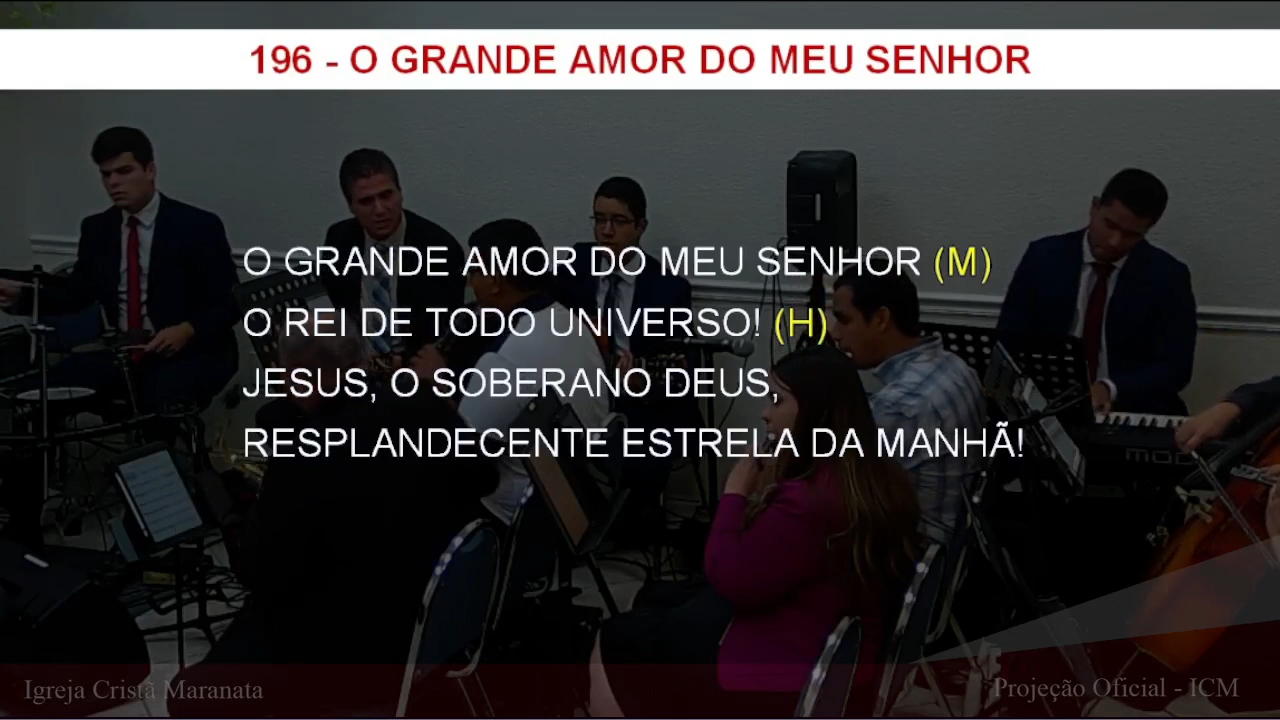 196 - O GRANDE AMOR DO MEU SENHOR
O GRANDE AMOR DO MEU SENHOR (M)
O REI DE TODO UNIVERSO! (H)
JESUS, O SOBERANO DEUS,
RESPLANDECENTE ESTRELA DA MANHÃ!
Igreja Cristã Maranata
Projeção Oficial - ICM